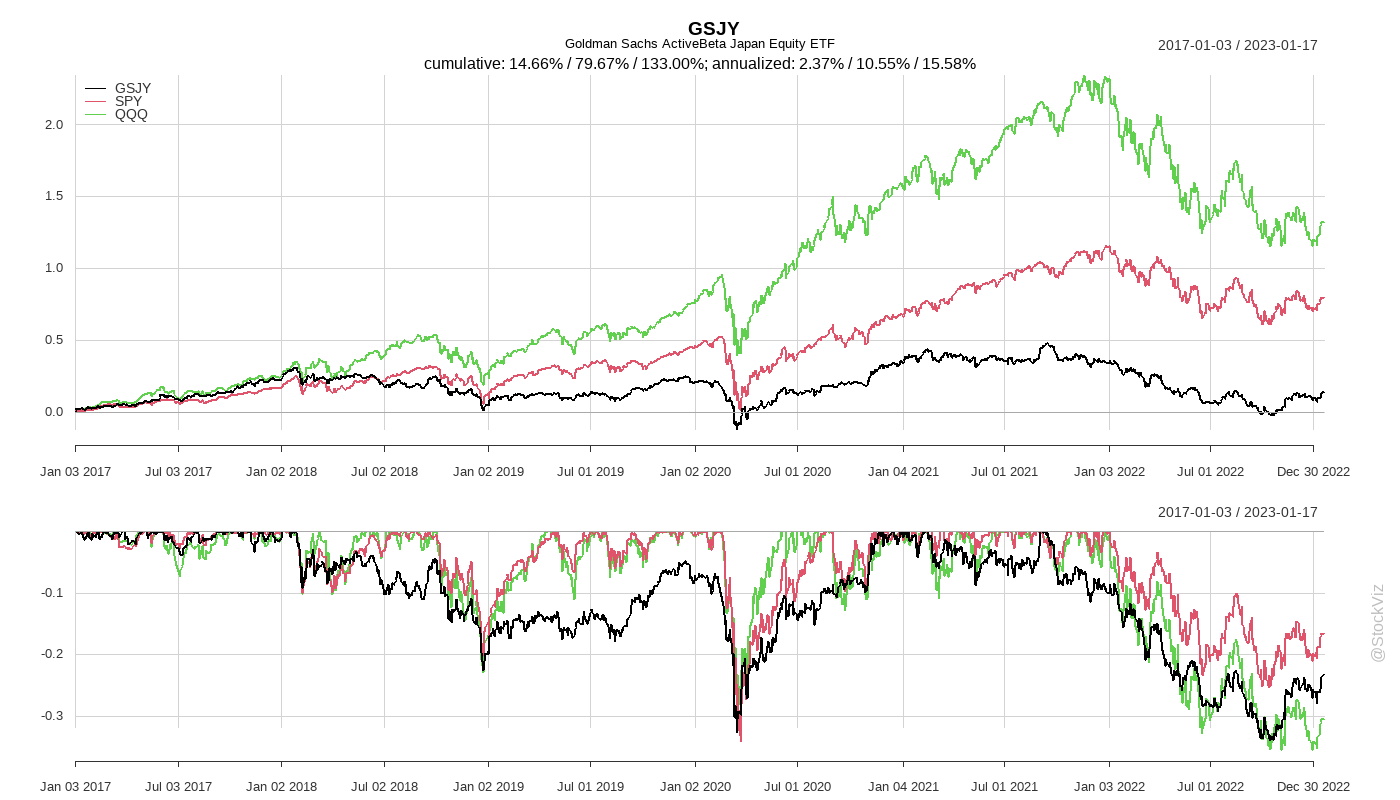 GSJY
Goldman Sachs ActiveBeta Japan Equity ETF
2017-01-03 / 2023-01-17
cumulative: 14.66% / 79.67% / 133.00%; annualized: 2.37% / 10.55% / 15.58%
GSJY
SPY
QQQ
2.0
1.5
1.0
0.5
0.0
Jan 03 2017 Jul 03 2017 Jan 02 2018 Jul 02 2018 Jan 02 2019 Jul 01 2019 Jan 02 2020 Jul 01 2020 Jan 04 2021 Jul 01 2021 Jan 03 2022 Jul 01 2022 Dec 30 2022
2017-01-03 / 2023-01-17
-0.1
-0.2
-0.3
Jan 03 2017 Jul 03 2017 Jan 02 2018 Jul 02 2018 Jan 02 2019 Jul 01 2019 Jan 02 2020 Jul 01 2020 Jan 04 2021 Jul 01 2021 Jan 03 2022 Jul 01 2022 Dec 30 2022
@StockViz